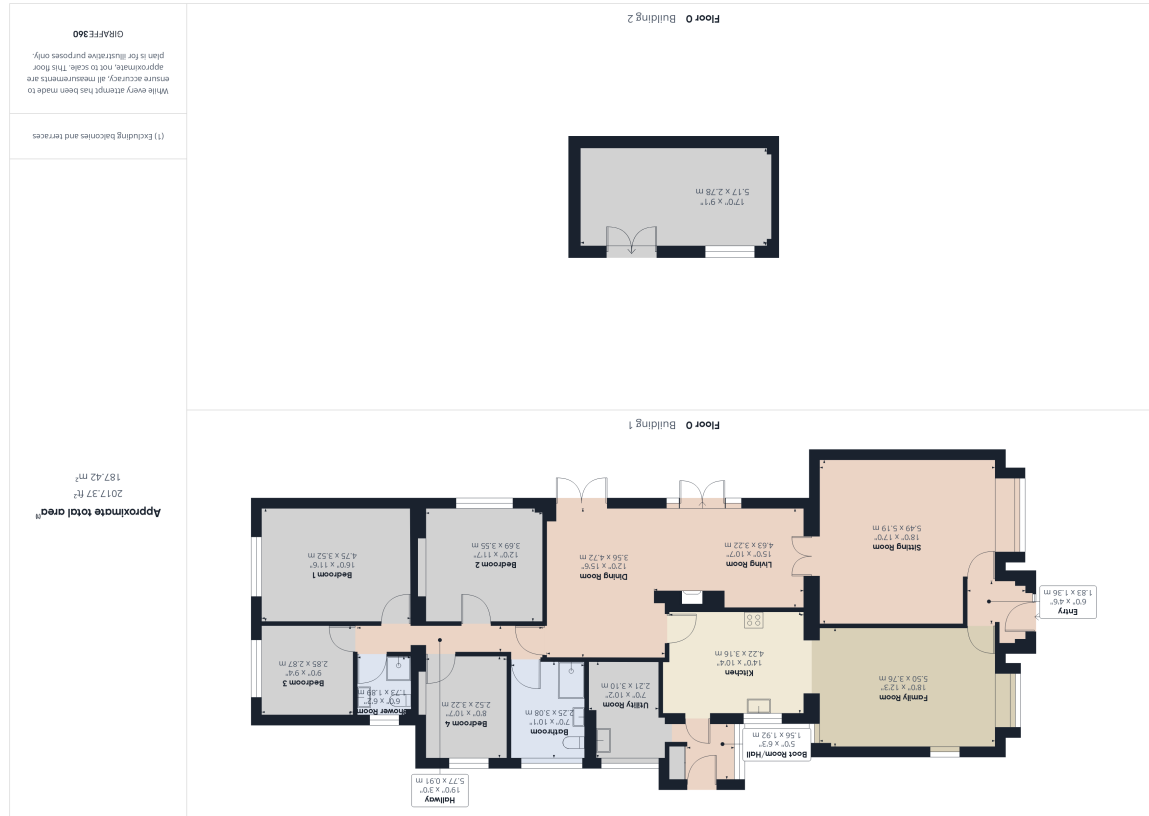 Hallway
19'0" x 3'0"
5.77 x 0.91 m
Boot Room/Hall
5'0" x 6'3"
1.56 x 1.92 m
Family Room
18'0" x 12'3"
5.50 x 3.76 m
Utility Room
7'0" x 10'2"
2.21 x 3.10 m
Bathroom
7'0" x 10'1"
2.25 x 3.08 m
Bedroom 4
8'0" x 10'7"
2.52 x 3.22 m
Shower Room
6'0" x 6'2"
1.73 x 1.89 m
Kitchen
14'0" x 10'4"
4.22 x 3.16 m
Bedroom 3
9'0" x 9'4"
2.85 x 2.87 m
Entry
6'0" x 4'6"
1.83 x 1.36 m
Sitting Room
18'0" x 17'0"
5.49 x 5.19 m
Living Room
15'0" x 10'7"
4.63 x 3.22 m
Dining Room
12'0" x 15'6"
3.56 x 4.72 m
Bedroom 2
12'0" x 11'7"
3.69 x 3.55 m
Bedroom 1
16'0" x 11'6"
4.75 x 3.52 m
Floor 0 Building 1
17'0" x 9'1"
5.17 x 2.78 m
Floor 0 Building 2
Approximate total area(1)
2017.37 ft²
187.42 m²
(1) Excluding balconies and terraces
While every attempt has been made to
ensure accuracy, all measurements are
approximate, not to scale. This floor
plan is for illustrative purposes only.
GIRAFFE360